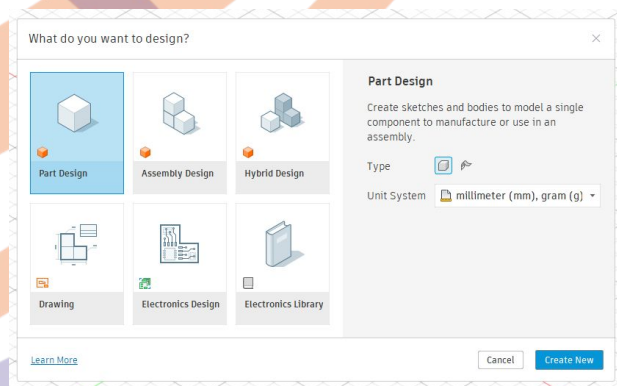 What do you want to design?
Part Design
Assembly Design
Hybrid Design
Drawing
Electronics Design
Electronics Library
Part Design
Create sketches and bodies to model a single
component to manufacture or use in an
assembly.
Type
Unit System
millimeter (mm), gram (g)
Learn More
Cancel
Create New